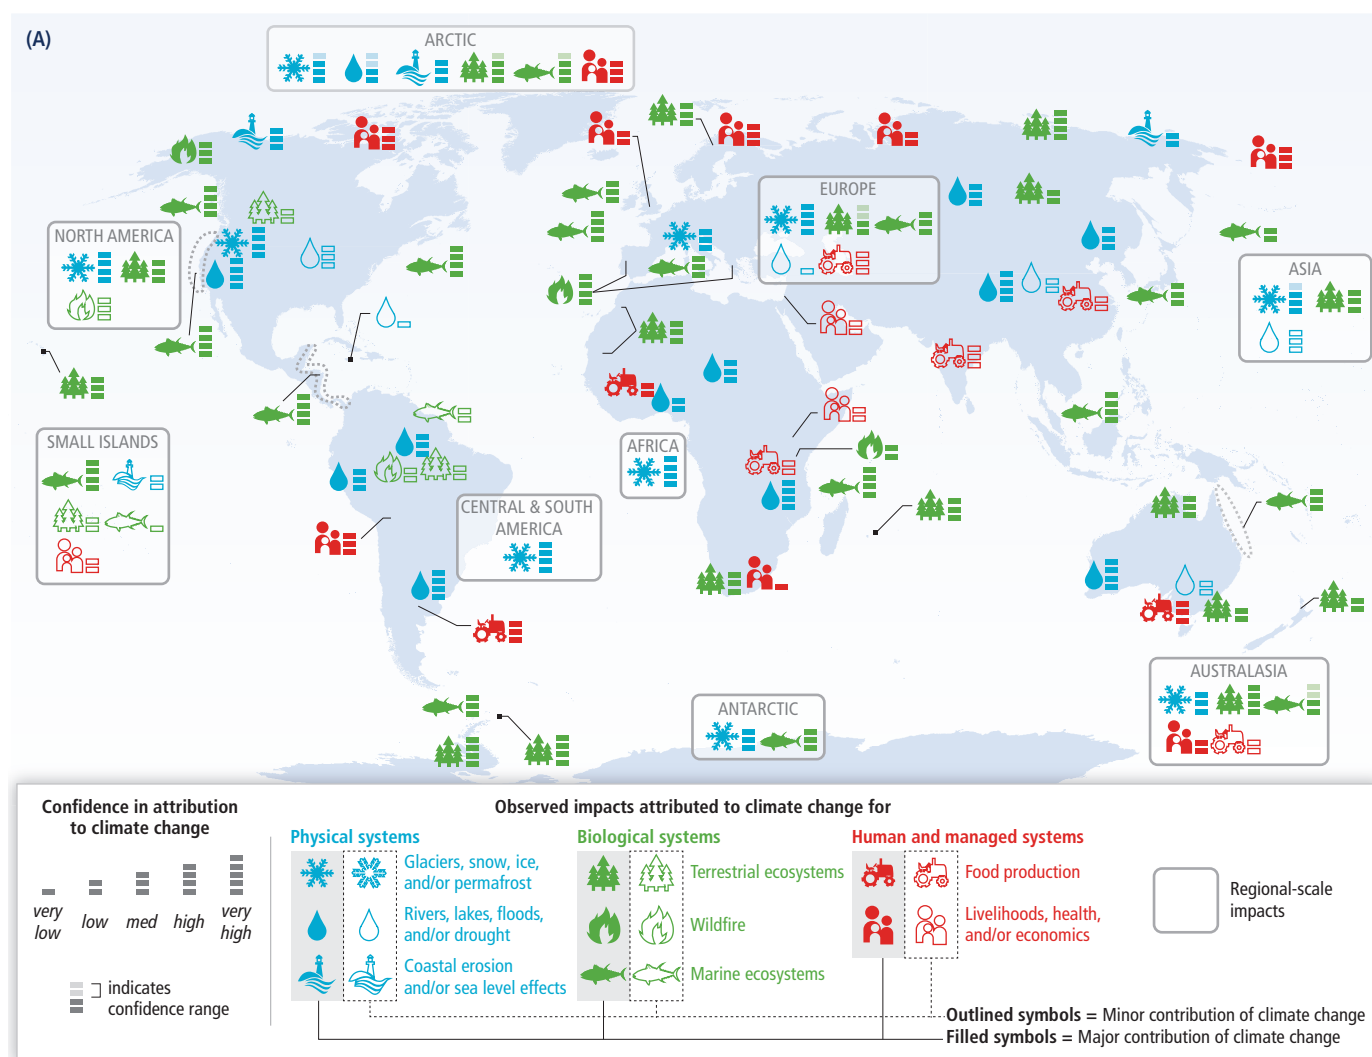 (A)
ARCTIC
EUROPE
NORTH AMERICA
ASIA
SMALL ISLANDS
AFRICA
CENTRAL & SOUTH
AMERICA
AUSTRALASIA
ANTARCTIC
Confidence in attribution
to climate change
very
low
low
med
high
very
high
indicates
confidence range
Observed impacts attributed to climate change for
Physical systems
Glaciers, snow, ice,
and/or permafrost
Rivers, lakes, floods,
and/or drought
Coastal erosion
and/or sea level effects
Biological systems
Terrestrial ecosystems
Wildfire
Marine ecosystems
Human and managed systems
Food production
Livelihoods, health,
and/or economics
Regional-scale
impacts
Outlined symbols = Minor contribution of climate change
Filled symbols = Major contribution of climate change